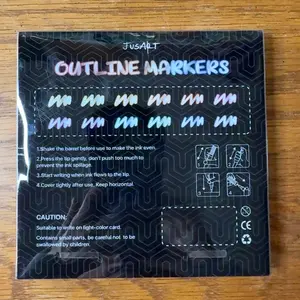 JUSART
OUTLINE MARKERS
1.Shake the barrel before use to make the ink even.
2.Press the tip gently, don't push too much to
prevent the ink spillage.
3.Start writing when ink flows to the tip
4.Cover tightly after use. Keep horizontal.
CAUTION:
Suitable to write on light-color card.
Contains small parts, be careful not to be
swallowed by children.
CE